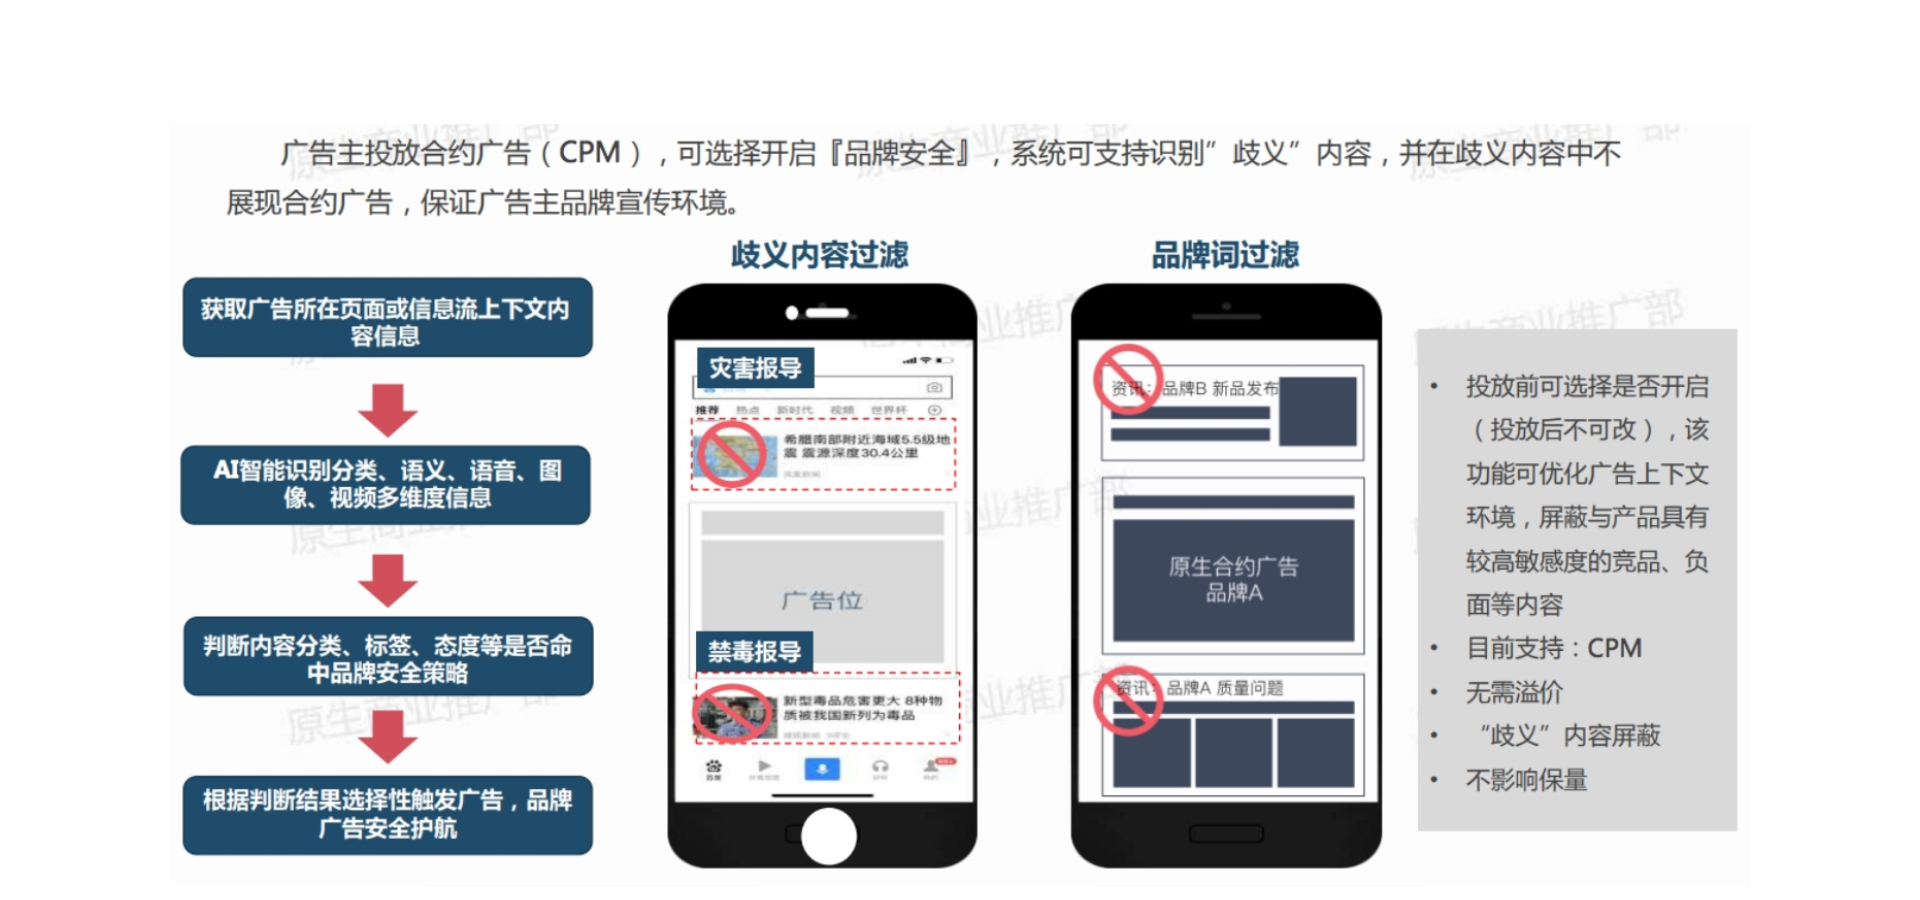 广告主投放合约广告（CPM），可选择开启『品牌安全』，系统可支持识别”歧义”内容，并在歧义内容中不
展现合约广告，保证广告主品牌宣传环境。
获取广告所在页面或信息流上下文内
容信息
AI智能识别分类、语义、语音、图
像、视频多维度信息
判断内容分类、标签、态度等是否命
中品牌安全策略
根据判断结果选择性触发广告，品牌
广告安全护航
歧义内容过滤
灾害报导
推荐 热点 新时代 视频 世界杯
希腊南部附近海域5.5级地
震 震源深度30.4公里
广告位
禁毒报导
新型毒品危害更大 8种物
质被我国新列为毒品
百度
我的
品牌词过滤
资讯：品牌B 新品发布
原生合约广告
品牌A
资讯：品牌A 质量问题
• 投放前可选择是否开启
（投放后不可改），该
功能可优化广告上下文
环境，屏蔽与产品具有
较高敏感度的竞品、负
面等内容
• 目前支持：CPM
• 无需溢价
• “歧义”内容屏蔽
• 不影响保量
原生商业推广部